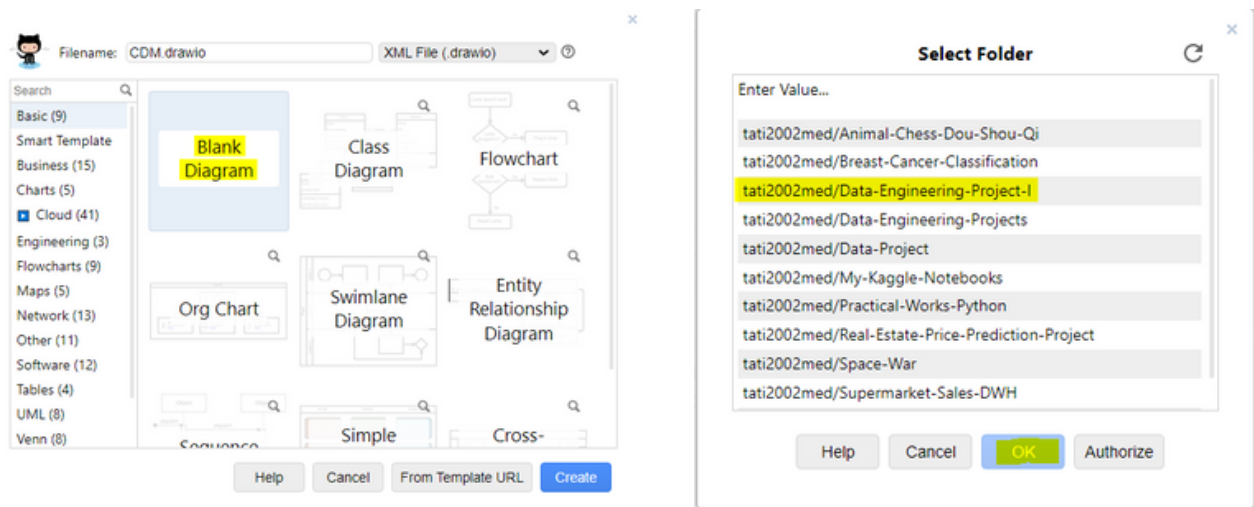 Filename: CDM.drawio XML File (.drawio)
Search
Basic (9)
Smart Template
Business (15)
Charts (5)
Cloud (41)
Engineering (3)
Flowcharts (9)
Maps (5)
Network (13)
Other (11)
Software (12)
Tables (4)
UML (8)
Venn (8)
Blank
Diagram
Class
Diagram
Flowchart
Org Chart
Swimlane
Diagram
Entity
Relationship
Diagram
Sequence
Simple
Cross-
Help Cancel From Template URL Create
Select Folder
Enter Value...
tati2002med/Animal-Chess-Dou-Shou-Qi
tati2002med/Breast-Cancer-Classification
tati2002med/Data-Engineering-Project-I
tati2002med/Data-Engineering-Projects
tati2002med/Data-Project
tati2002med/My-Kaggle-Notebooks
tati2002med/Practical-Works-Python
tati2002med/Real-Estate-Price-Prediction-Project
tati2002med/Space-War
tati2002med/Supermarket-Sales-DWH
Help Cancel OK Authorize